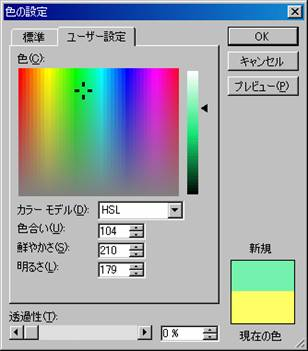 色の設定
標準 ユーザー設定
OK
キャンセル
プレビュー(P)
色(C):
カラー モデル(D): HSL
色合い(U): 104
鮮やかさ(S): 210
明るさ(L): 179
新規
現在の色
透過性(T):
0 %